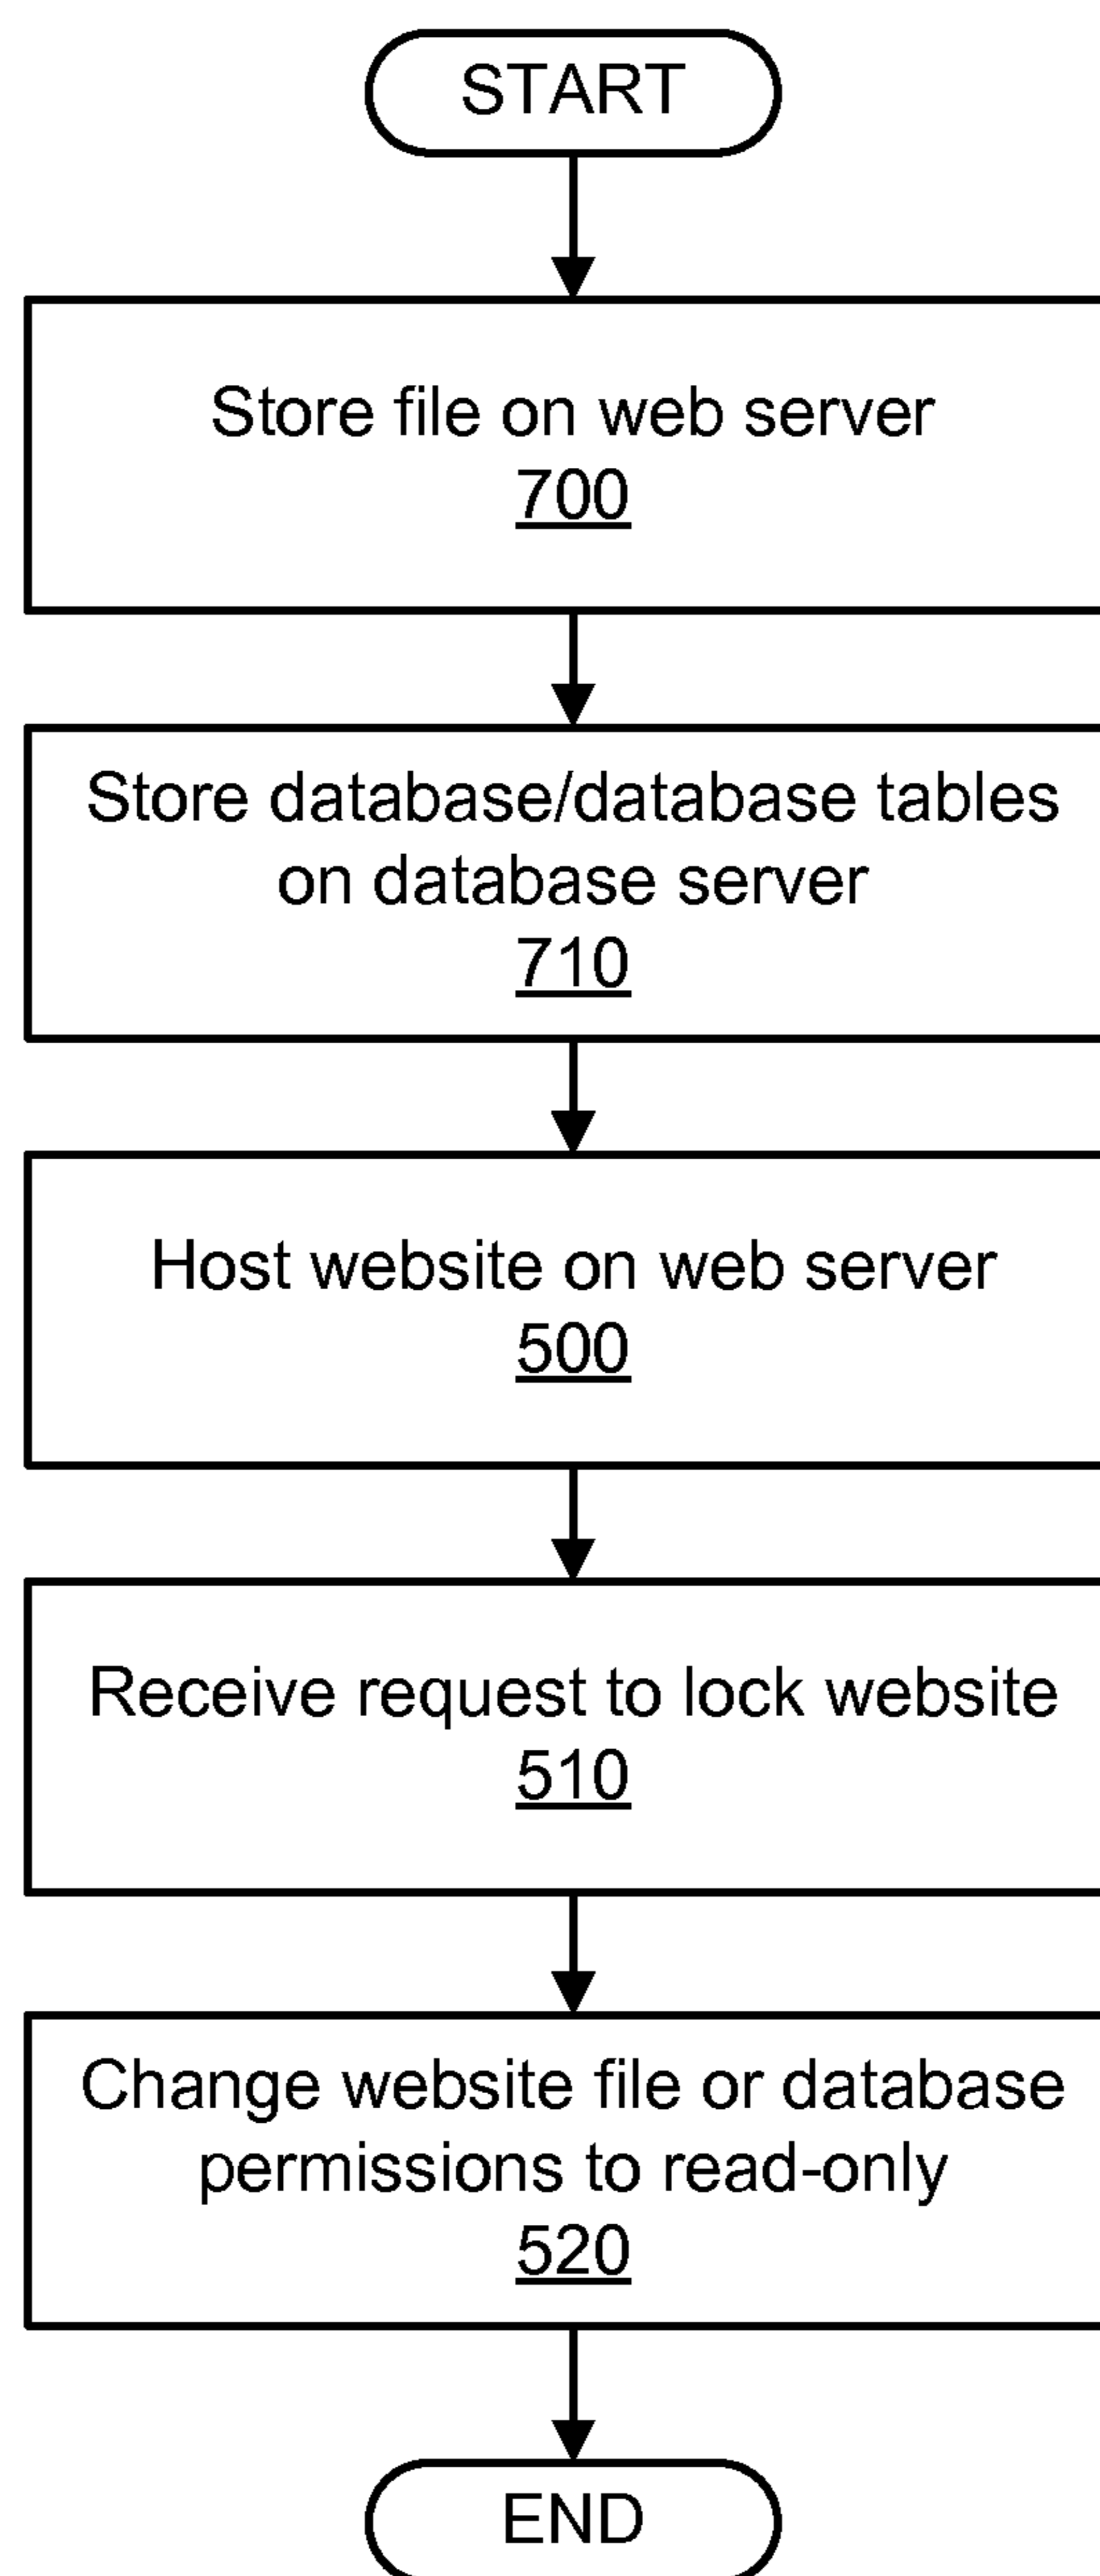 START
Store file on web server
700
Store database/database tables
on database server
710
Host website on web server
500
Receive request to lock website
510
Change website file or database
permissions to read-only
520
END